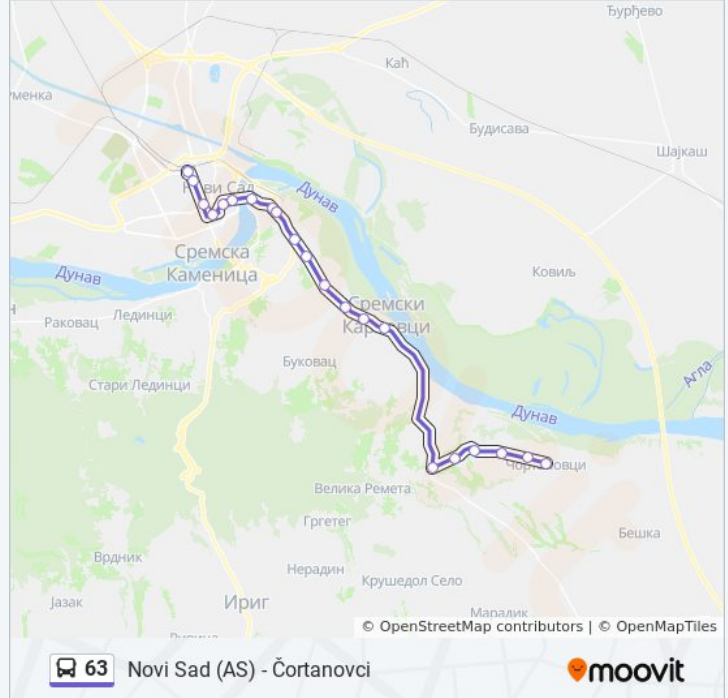 Ђурђево
Каћ
уменка
Будисава
Шајкаш
Нови Сад
Дунав
Сремска
Каменица
Дунав
Ковиљ
Сремски
Карловци
Раковац
Лединци
Буковац
Агла
Стари Лединци
Дунав
Чортановци
Велика Ремета
Гргетег
Бешка
Врдник
Нерадин
Крушедол Село
Јазак
Ириг
Марадик
© OpenStreetMap contributors | © OpenMapTiles
63 Novi Sad (AS) - Čortanovci
moovit